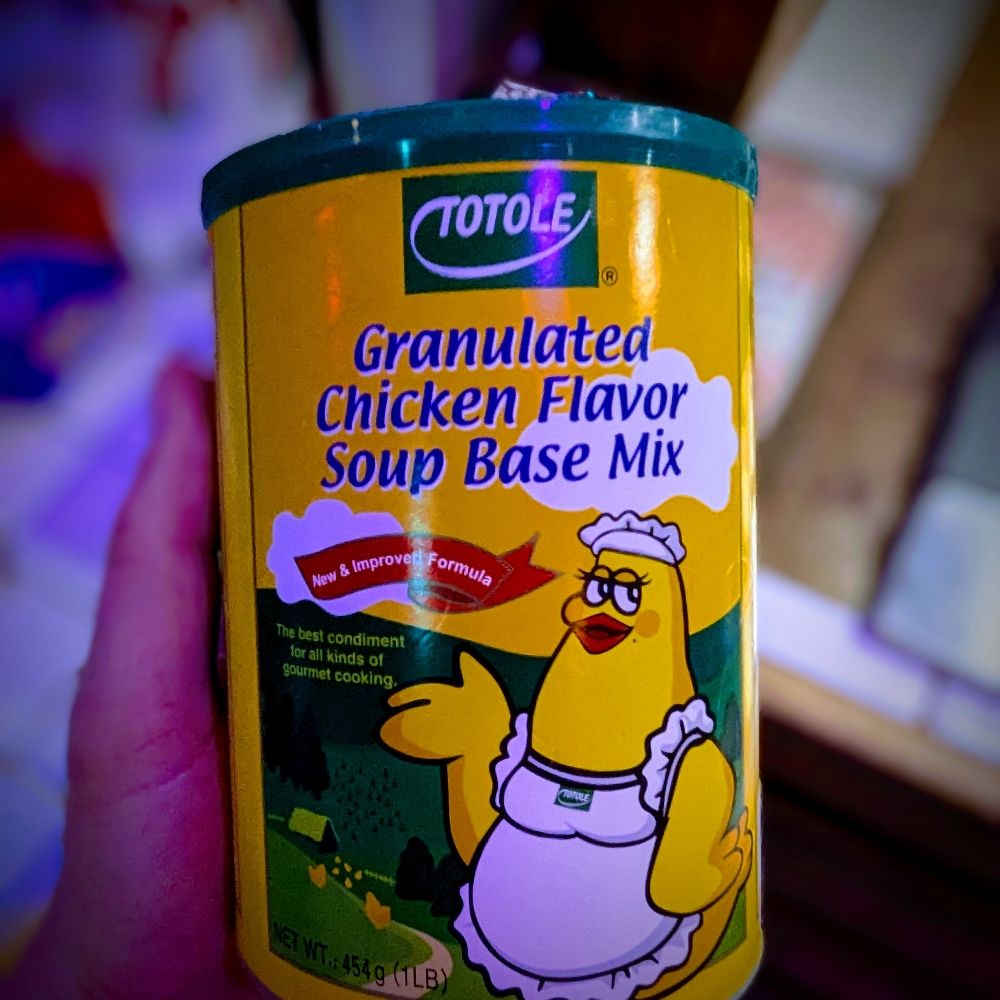 TOTOLE
®
Granulated
Chicken Flavor
Soup Base Mix
New & Improved Formula
The best condiment
for all kinds of
gourmet cooking.
TOTOLE
NET WT.: 454g (1LB)